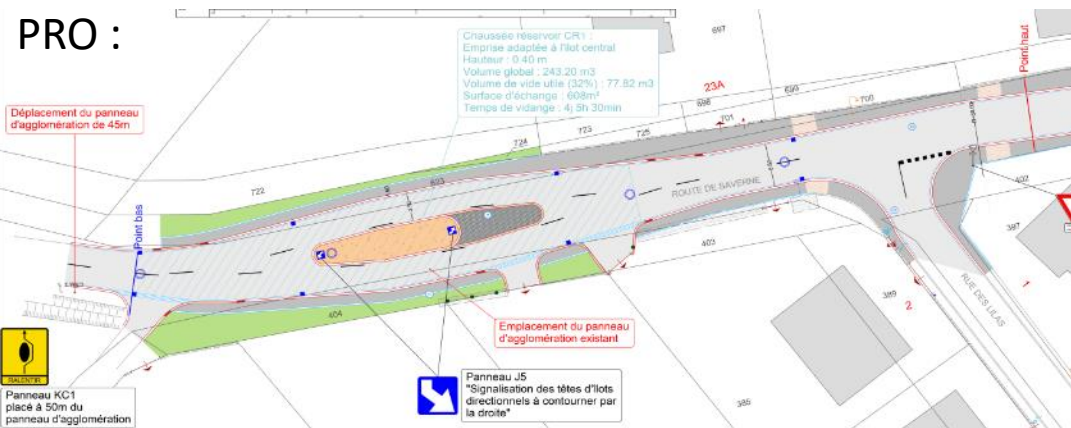 PRO :
Chaussée réservoir CR1 :
Emprise adaptée à l'îlot central
Hauteur : 0.40 m
Volume global : 243.20 m3
Volume de vide utile (32%) : 77.82 m3
Surface d'échange : 608m²
Temps de vidange : 4j 5h 30min
697
Point haut
23A
Déplacement du panneau
d'agglomération de 45m
698
699
700
701
723
725
724
722
693
ROUTE DE SAVERNE
Point bas
402
387
403
404
389
2
RUE DES LILAS
385
Emplacement du panneau
d'agglomération existant
RALENTIR
Panneau KC1
placé à 50m du
panneau d'agglomération
Panneau J5
"Signalisation des têtes d'îlots
directionnels à contourner par
la droite"